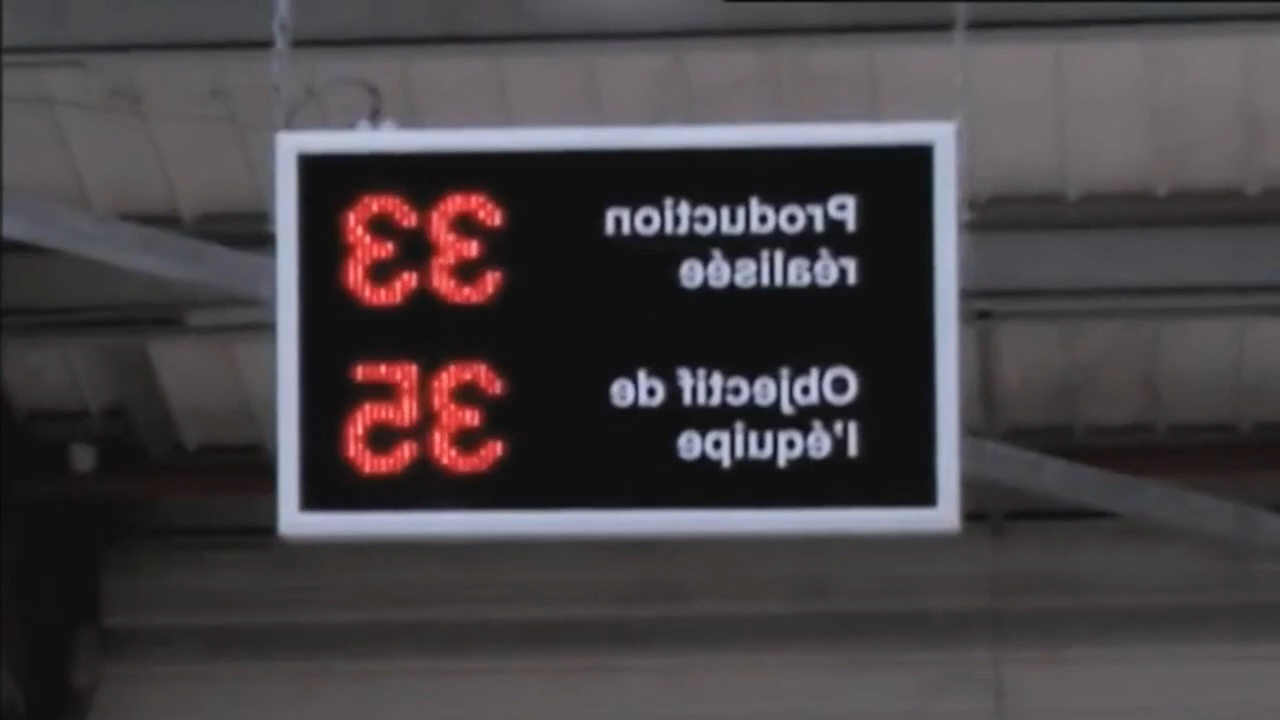 Production
réalisée
33
Objectif de
l'équipe
35